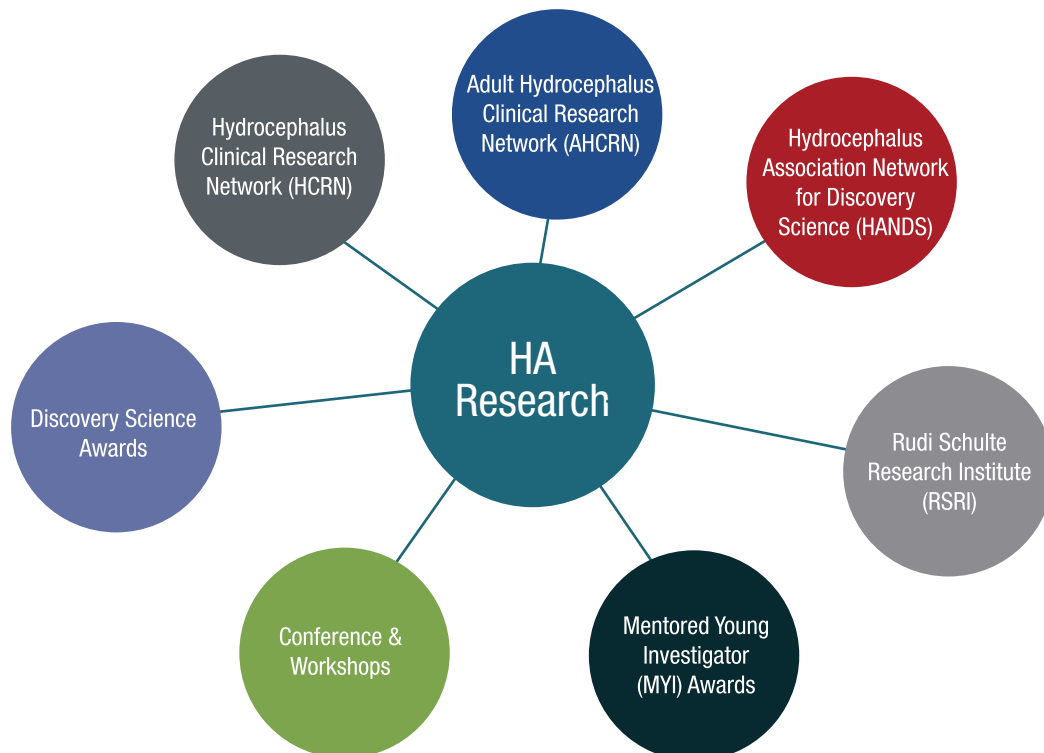 Adult Hydrocephalus
Clinical Research
Network (AHCRN)
Hydrocephalus
Clinical Research
Network (HCRN)
Hydrocephalus
Association Network
for Discovery
Science (HANDS)
HA
Research
Discovery Science
Awards
Rudi Schulte
Research Institute
(RSRI)
Conference &
Workshops
Mentored Young
Investigator
(MYI) Awards